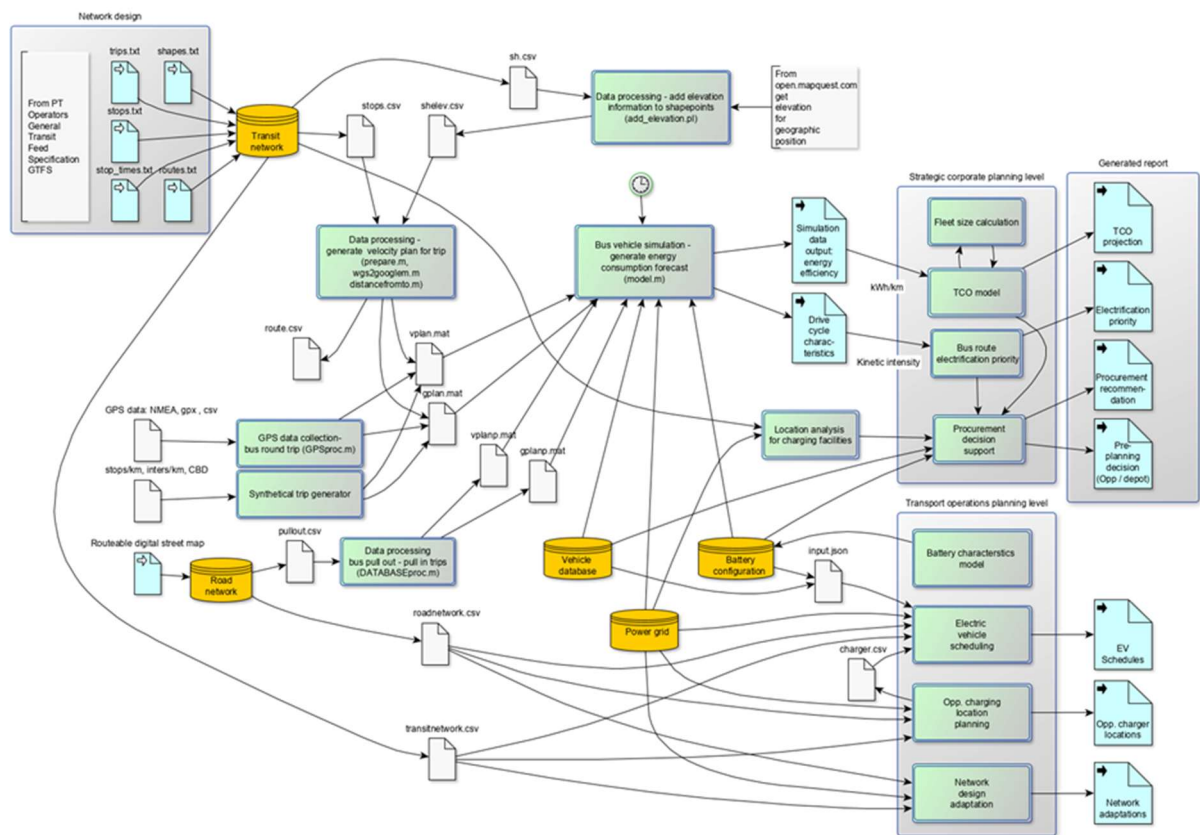 Network design
trips.txt
shapes.txt
From PT
Operators
General
Transit
Feed
Specification
GTFS
stops.txt
stop_times.txt
routes.txt
Transit
network
sh.csv
stops.csv
shelev.csv
Data processing - add elevation
information to shapepoints
(add_elevation.pl)
From
open.mapquest.com
get
elevation
for
geographic
position
Data processing -
generate velocity plan for trip
(prepare.m,
wgs2googlem.m
distancefromto.m)
Bus vehicle simulation -
generate energy
consumption forecast
(model.m)
Simulation
data
output:
energy
efficiency
kWh/km
Drive
cycle
charac-
teristics
Kinetic intensity
Strategic corporate planning level
Fleet size calculation
TCO model
Bus route
electrification priority
Procurement
decision
support
Generated report
TCO
projection
Electrification
priority
Procurement
recommen-
dation
Pre-
planning
decision
(Opp / depot)
route.csv
vplan.mat
gplan.mat
GPS data: NMEA, gpx , csv
GPS data collection-
bus round trip (GPSproc.m)
stops/km, inters/km, CBD
Synthetical trip generator
vplanp.mat
gplanp.mat
Location analysis
for charging facilities
Routeable digital street map
Road
network
pullout.csv
Data processing
bus pull out - pull in trips
(DATABASEproc.m)
Vehicle
database
Battery
configuration
input.json
Power grid
roadnetwork.csv
charger.csv
transitnetwork.csv
Transport operations planning level
Battery characterstics
model
Electric
vehicle
scheduling
Opp. charging
location
planning
Network
design
adaptation
EV
Schedules
Opp. charger
locations
Network
adaptations